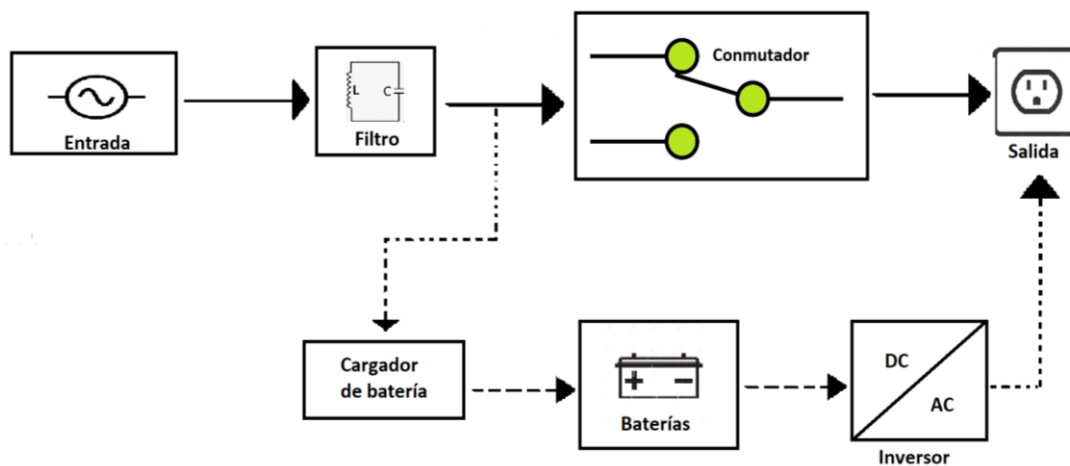 Entrada
L
C
Filtro
Conmutador
Salida
Cargador
de batería
+ −
Baterías
DC
AC
Inversor